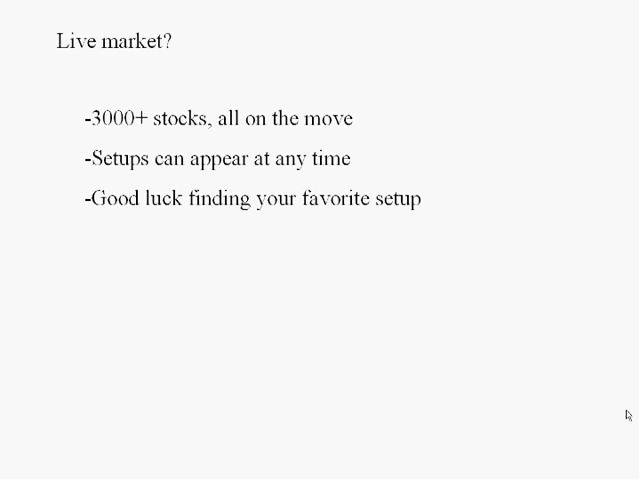 Live market?
-3000+ stocks, all on the move
-Setups can appear at any time
-Good luck finding your favorite setup